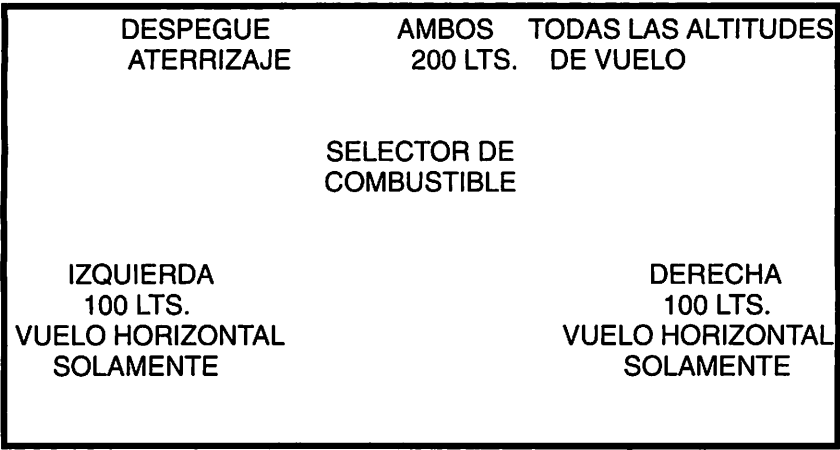 DESPEGUE AMBOS TODAS LAS ALTITUDES
ATERRIZAJE 200 LTS. DE VUELO
SELECTOR DE
COMBUSTIBLE
IZQUIERDA DERECHA
100 LTS. 100 LTS.
VUELO HORIZONTAL VUELO HORIZONTAL
SOLAMENTE SOLAMENTE